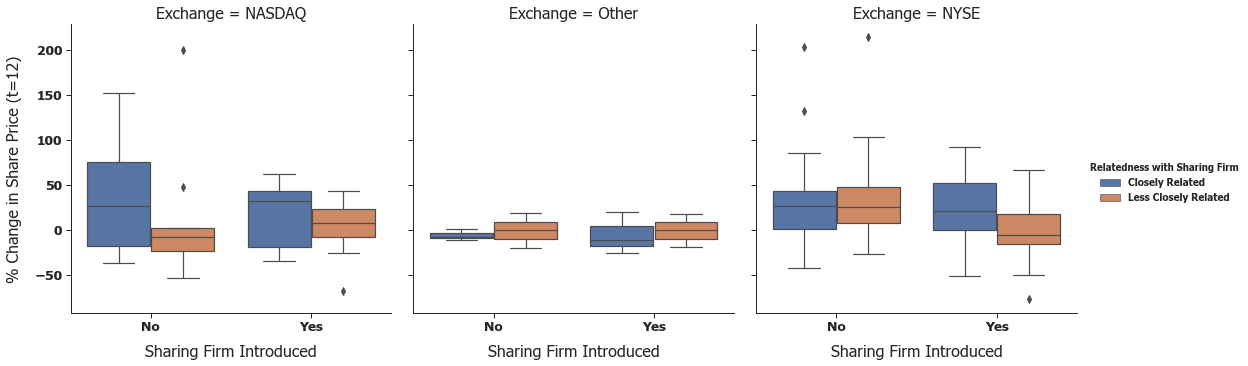 Exchange = NASDAQ
Exchange = Other
Exchange = NYSE
% Change in Share Price (t=12)
200
150
100
50
0
−50
No
Yes
No
Yes
No
Yes
Sharing Firm Introduced
Sharing Firm Introduced
Sharing Firm Introduced
Relatedness with Sharing Firm
Closely Related
Less Closely Related